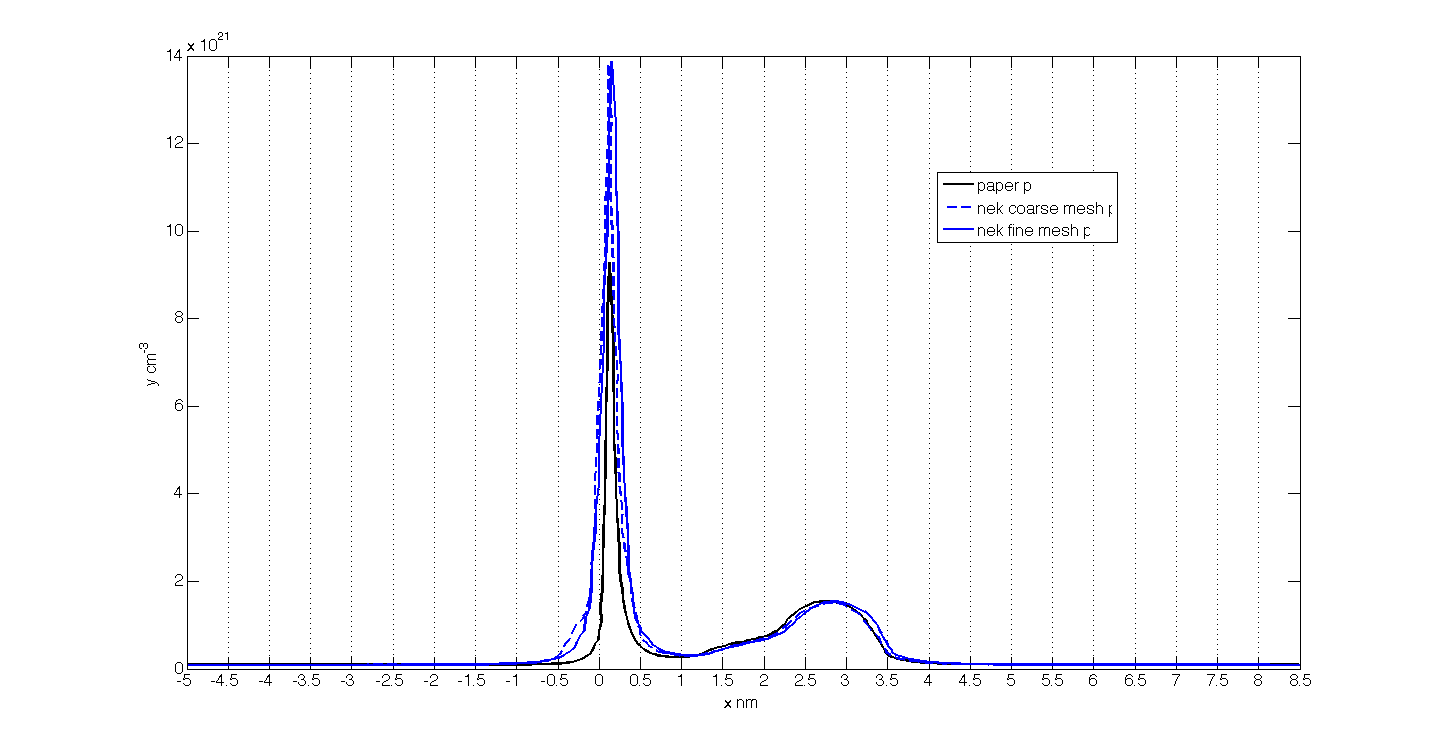 x 10^21
14
12
10
8
6
4
2
0
y cm^-3
-5 -4.5 -4 -3.5 -3 -2.5 -2 -1.5 -1 -0.5 0 0.5 1 1.5 2 2.5 3 3.5 4 4.5 5 5.5 6 6.5 7 7.5 8 8.5
x nm
paper p
nek coarse mesh p
nek fine mesh p